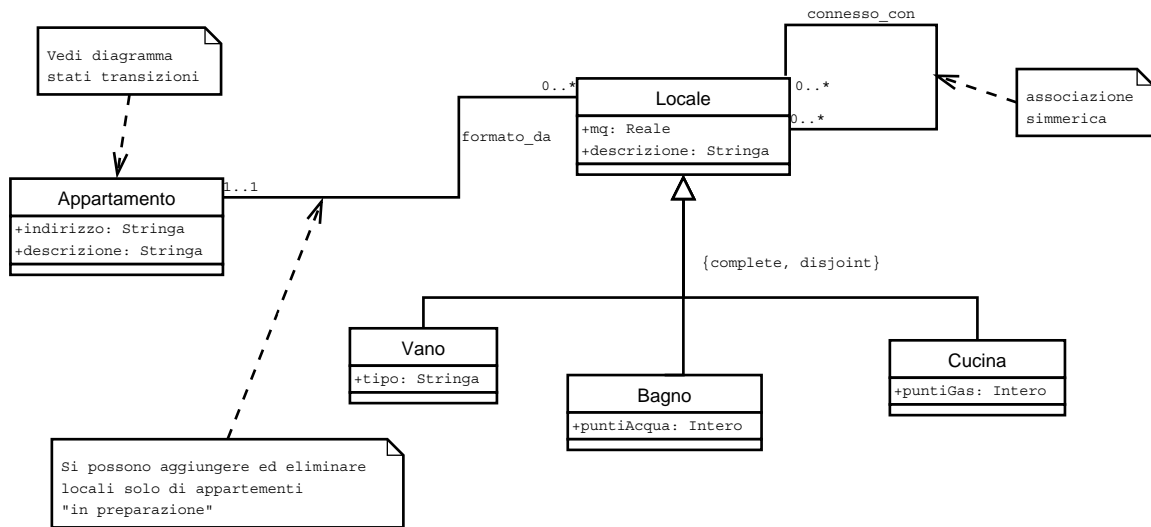 connesso_con
Vedi diagramma
stati transizioni
0..*
Locale
0..*
associazione
simmerica
+mq: Reale
0..*
+descrizione: Stringa
formato_da
1..1
Appartamento
+indirizzo: Stringa
+descrizione: Stringa
{complete, disjoint}
Vano
+tipo: Stringa
Bagno
+puntiAcqua: Intero
Cucina
+puntiGas: Intero
Si possono aggiungere ed eliminare
locali solo di appartementi
"in preparazione"